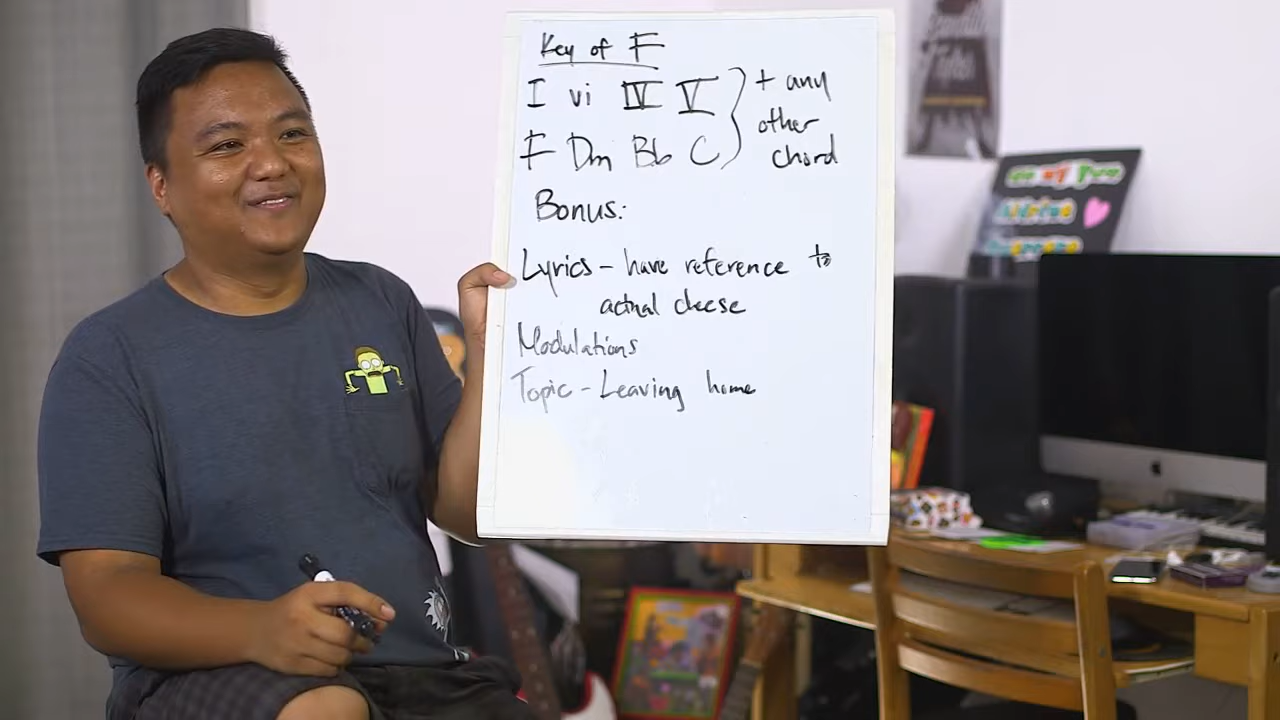 Key of F
I vi IV V
+ any
other
chord
F Dm Bb C
Bonus:
Lyrics - have reference to
actual cheese
Modulations
Topic - Leaving home